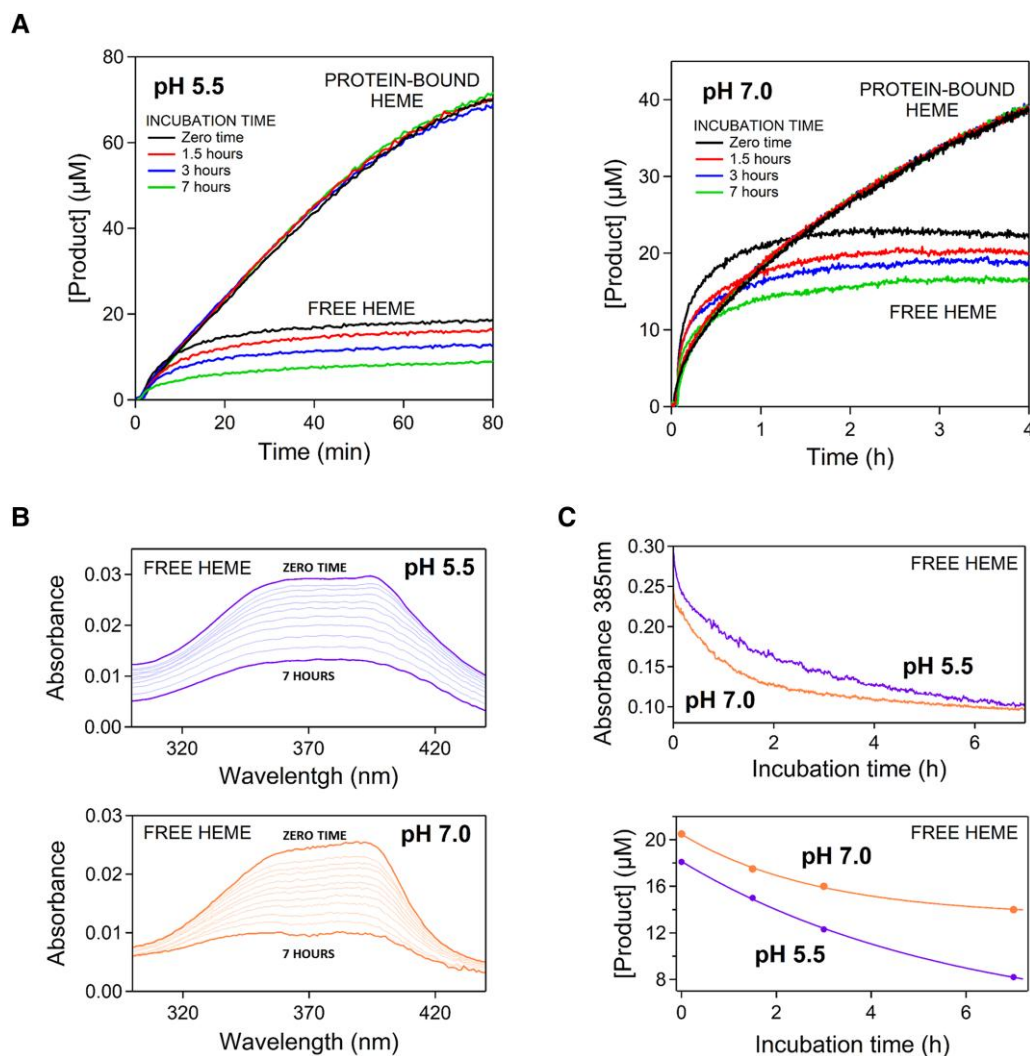 A
pH 5.5
PROTEIN-BOUND
HEME
INCUBATION TIME
Zero time
1.5 hours
3 hours
7 hours
FREE HEME
80
60
40
20
0
[Product] (µM)
0 20 40 60 80
Time (min)
pH 7.0
PROTEIN-BOUND
HEME
INCUBATION TIME
Zero time
1.5 hours
3 hours
7 hours
FREE HEME
40
30
20
10
0
[Product] (µM)
0 1 2 3 4
Time (h)
B
FREE HEME ZERO TIME pH 5.5
7 HOURS
0.03
0.02
0.01
0.00
Absorbance
320 370 420
Wavelentgh (nm)
FREE HEME ZERO TIME pH 7.0
7 HOURS
0.03
0.02
0.01
0.00
Absorbance
320 370 420
Wavelength (nm)
C
FREE HEME
pH 5.5
pH 7.0
0.30
0.25
0.20
0.15
0.10
Absorbance 385nm
0 2 4 6
Incubation time (h)
FREE HEME
pH 7.0
pH 5.5
20
16
12
8
[Product] (µM)
0 2 4 6
Incubation time (h)